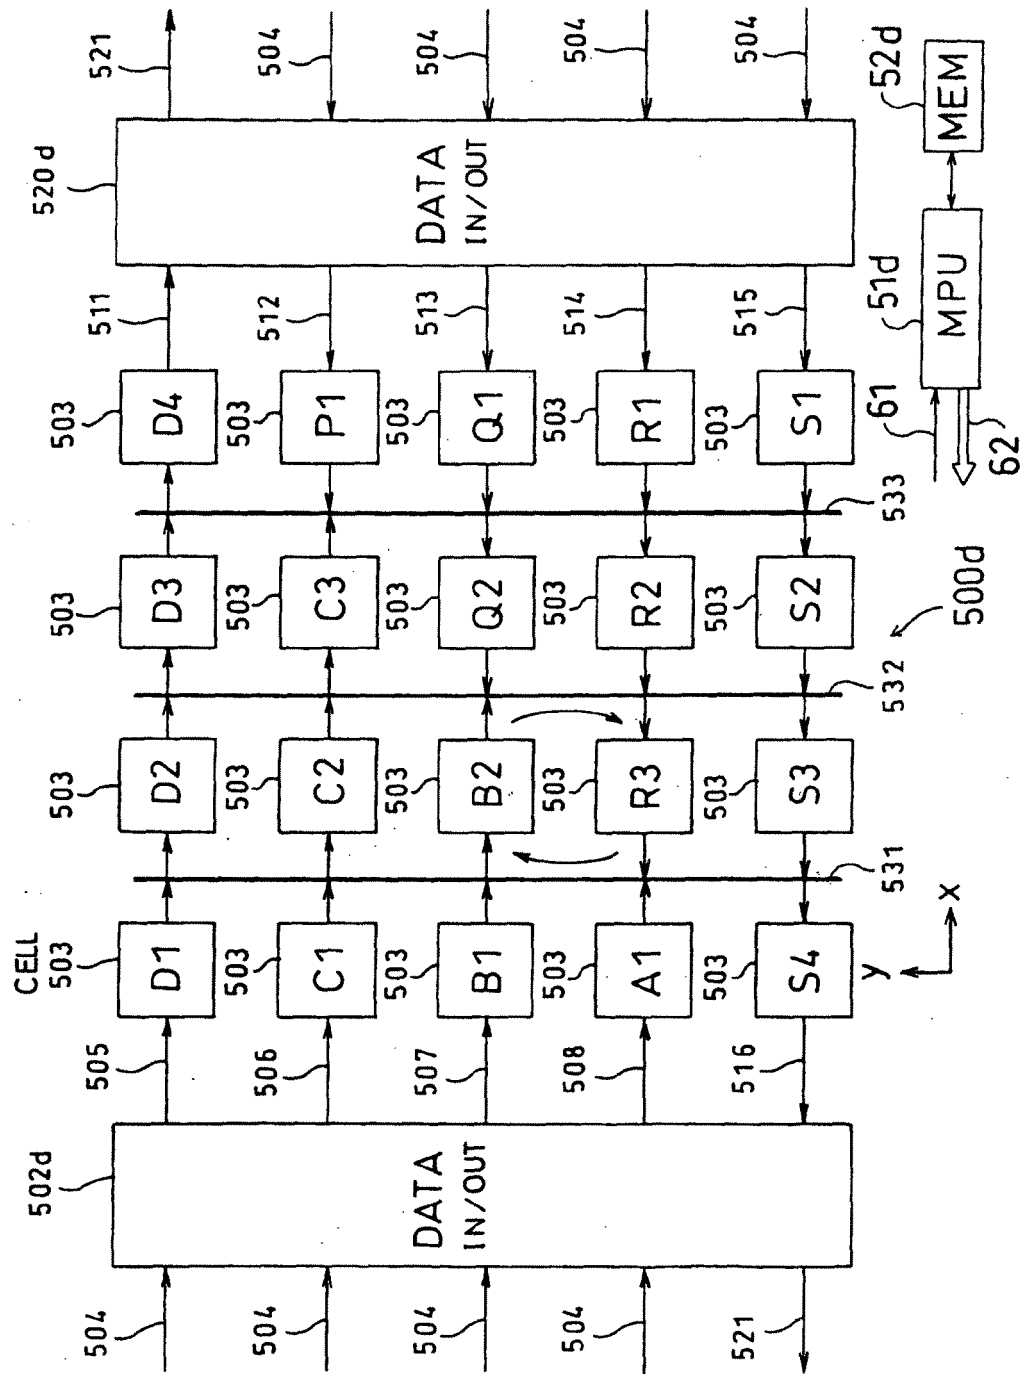 CELL
504 502d 505 503 503 503 503 511 520d 521
D1 D2 D3 D4
504 506 503 503 503 503 512 504
C1 C2 C3 P1
504 507 503 503 503 503 513 504
DATA IN/OUT B1 B2 Q2 Q1 DATA IN/OUT
504 508 503 503 503 503 514 504
A1 R3 R2 R1
521 516 503 503 503 503 515 504
S4 S3 S2 S1
y 531 532 533
x 500d 61 51d 52d
MPU MEM
62